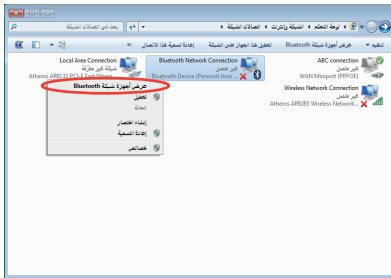 لوحة التحكم
الشبكة وإنترنت
اتصالات الشبكة
بحث في اتصالات الشبكة
تنظيم
عرض أجهزة شبكة Bluetooth
تعطيل هذا الجهاز على الشبكة
إعادة تسمية هذا الاتصال
»
ABC connection
غير متصل
WAN Miniport (PPPOE)
Bluetooth Network Connection
غير متصل
Bluetooth Device (Personal Area ...
Local Area Connection
شبكة غير معرّفة
Atheros AR8132 PCI-E Fast Ethern...
Wireless Network Connection
غير متصل
Atheros AR9285 Wireless Network...
عرض أجهزة شبكة Bluetooth
تعطيل
الحالة
إنشاء اختصار
إعادة التسمية
خصائص